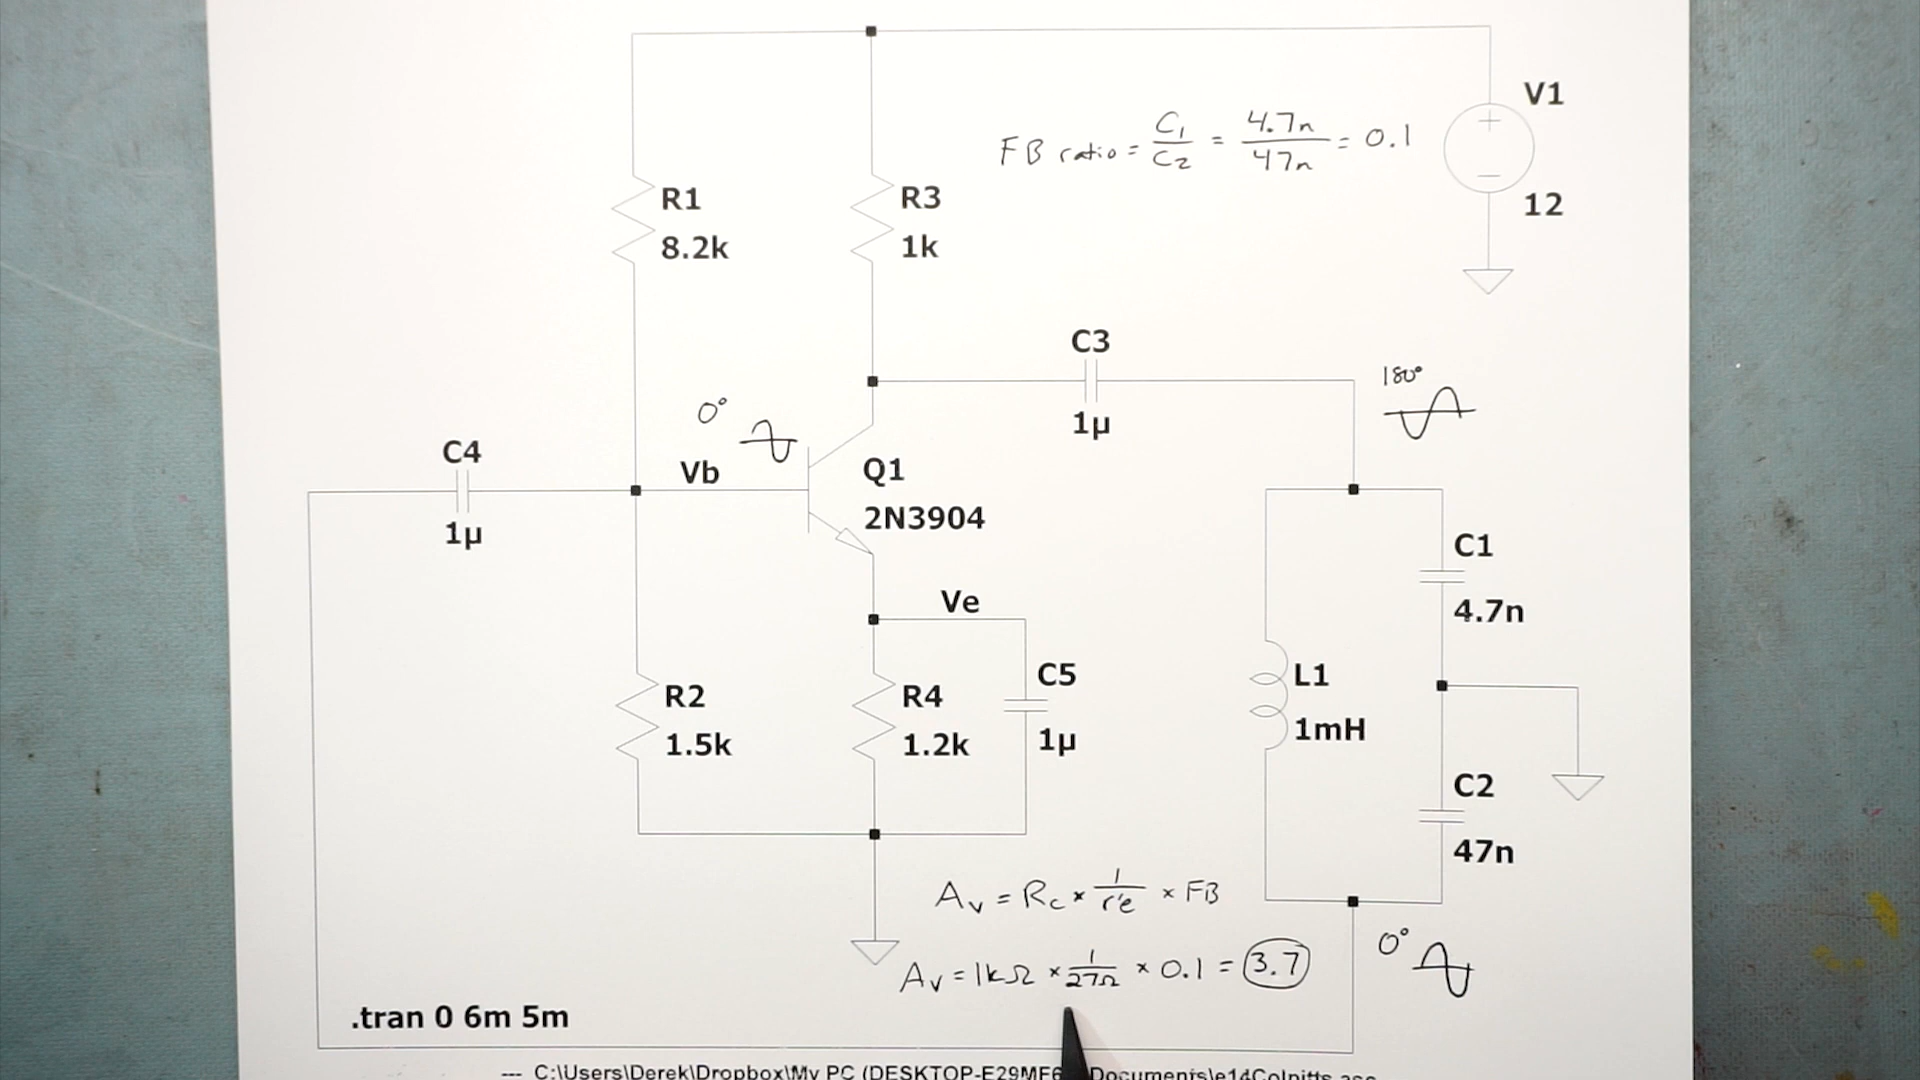 V1
12
FB ratio = C1/C2 = 4.7n/47n = 0.1
R1
8.2k
R3
1k
C3
1µ
180°
0°
C4
1µ
Vb
Q1
2N3904
Ve
C1
4.7n
R2
1.5k
R4
1.2k
C5
1µ
L1
1mH
C2
47n
Av = Rc × 1/r'e × FB
Av = 1kΩ × 1/27Ω × 0.1 = 3.7
0°
.tran 0 6m 5m
--- C:\Users\Derek\Dropbox\My PC (DESKTOP-E29MF6 Documents\e14Colpitts.asc